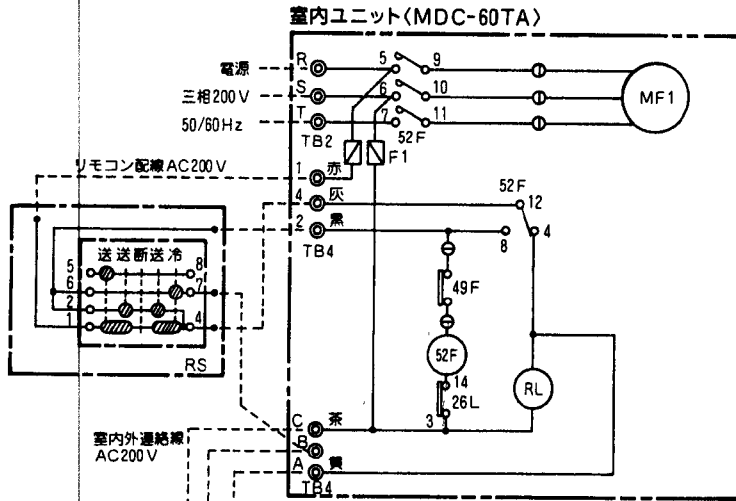 室内ユニット〈MDC-60TA〉
電源 R 5 9
三相200V S 6 10 MF1
50/60Hz T 7 11
TB2 52F
F1
リモコン配線AC200V 1 赤
4 灰 52F 12
2 黒 8 4
TB4
送送断送冷
5 8
6 7
2
1 4
RS
49F
52F
14
26L
3
RL
室内外連絡線
AC200V
C 茶
B
A 黄
TB4